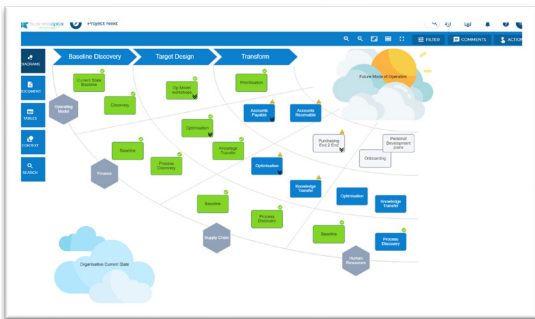 Project Next
FILTER
COMMENTS
DIAGRAMS
Baseline Discovery
Target Design
Transform
DOCUMENT
TABLES
CONTEXT
SEARCH
Current State
Baseline
Op Model
workshops
Prioritisation
Future Mode of Operation
Operating
Model
Discovery
Accounts
Payable
Accounts
Receivable
Optimisation
Purchasing
End 2 End
Personal
Development
plans
Baseline
Knowledge
Transfer
Onboarding
Process
Discovery
Optimisation
Finance
Knowledge
Transfer
Optimisation
Knowledge
Transfer
Baseline
Process
Discovery
Supply Chain
Baseline
Process
Discovery
Organisation Current State
Human
Resources